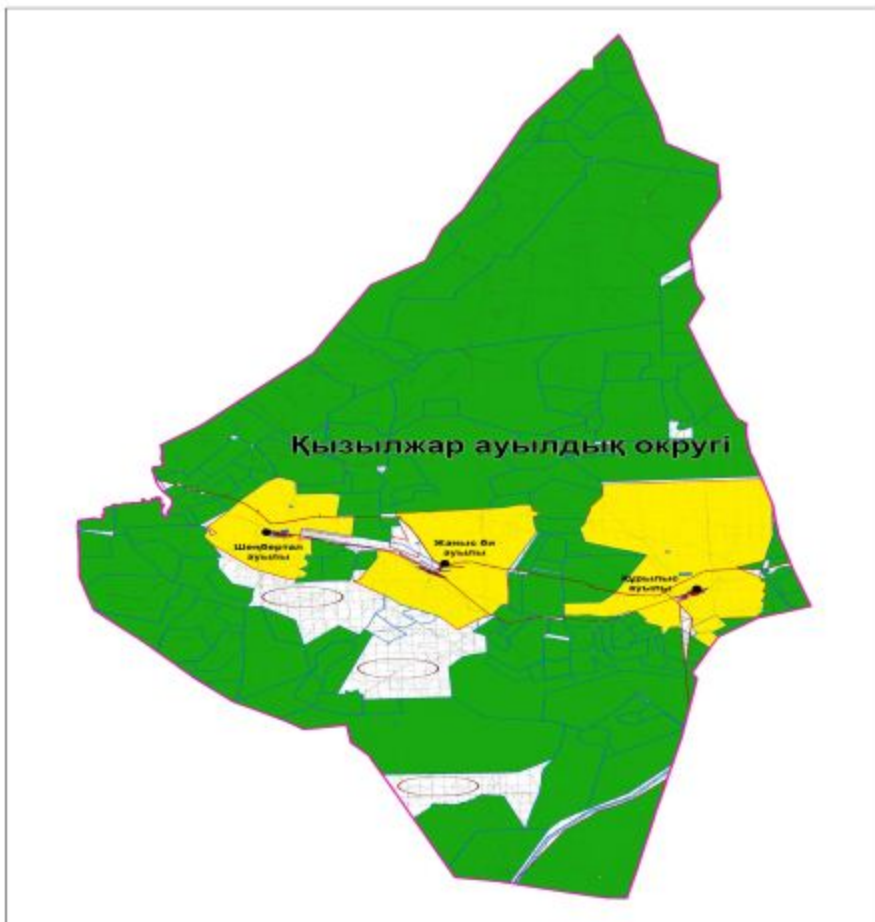 Қызылжар ауылдық округі
Жаныс би
ауылы
Шеңбертал
ауылы
Құрылыс
ауылы